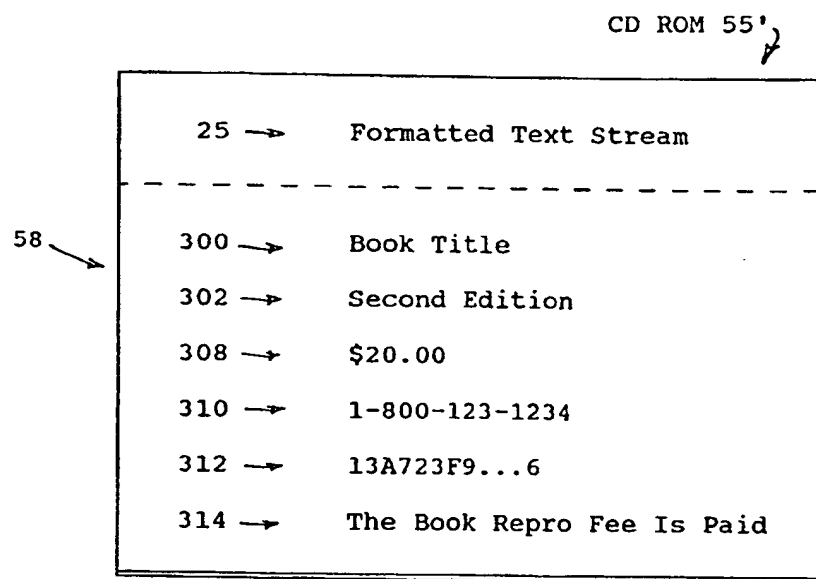 CD ROM 55'
25 → Formatted Text Stream
300 → Book Title
58
302 → Second Edition
308 → $20.00
310 → 1-800-123-1234
312 → 13A723F9...6
314 → The Book Repro Fee Is Paid